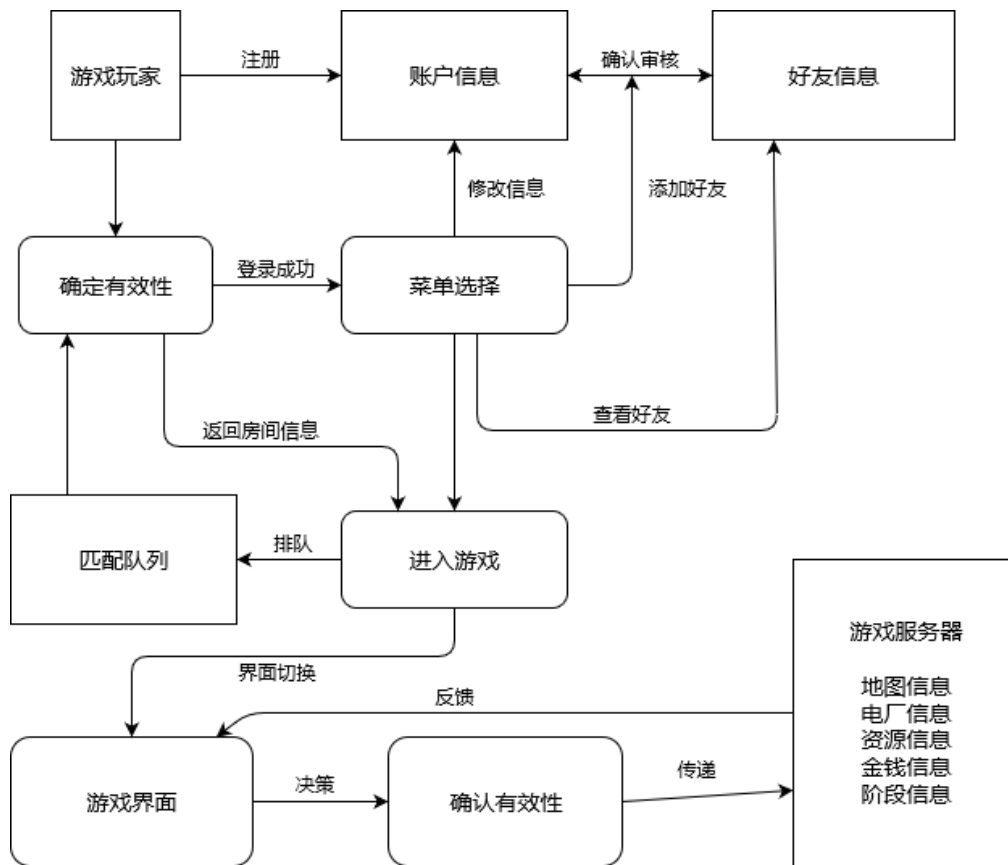 游戏玩家
注册
账户信息
确认审核
好友信息
修改信息
添加好友
确定有效性
登录成功
菜单选择
查看好友
返回房间信息
匹配队列
排队
进入游戏
界面切换
游戏服务器
地图信息
电厂信息
资源信息
金钱信息
阶段信息
反馈
游戏界面
决策
确认有效性
传递